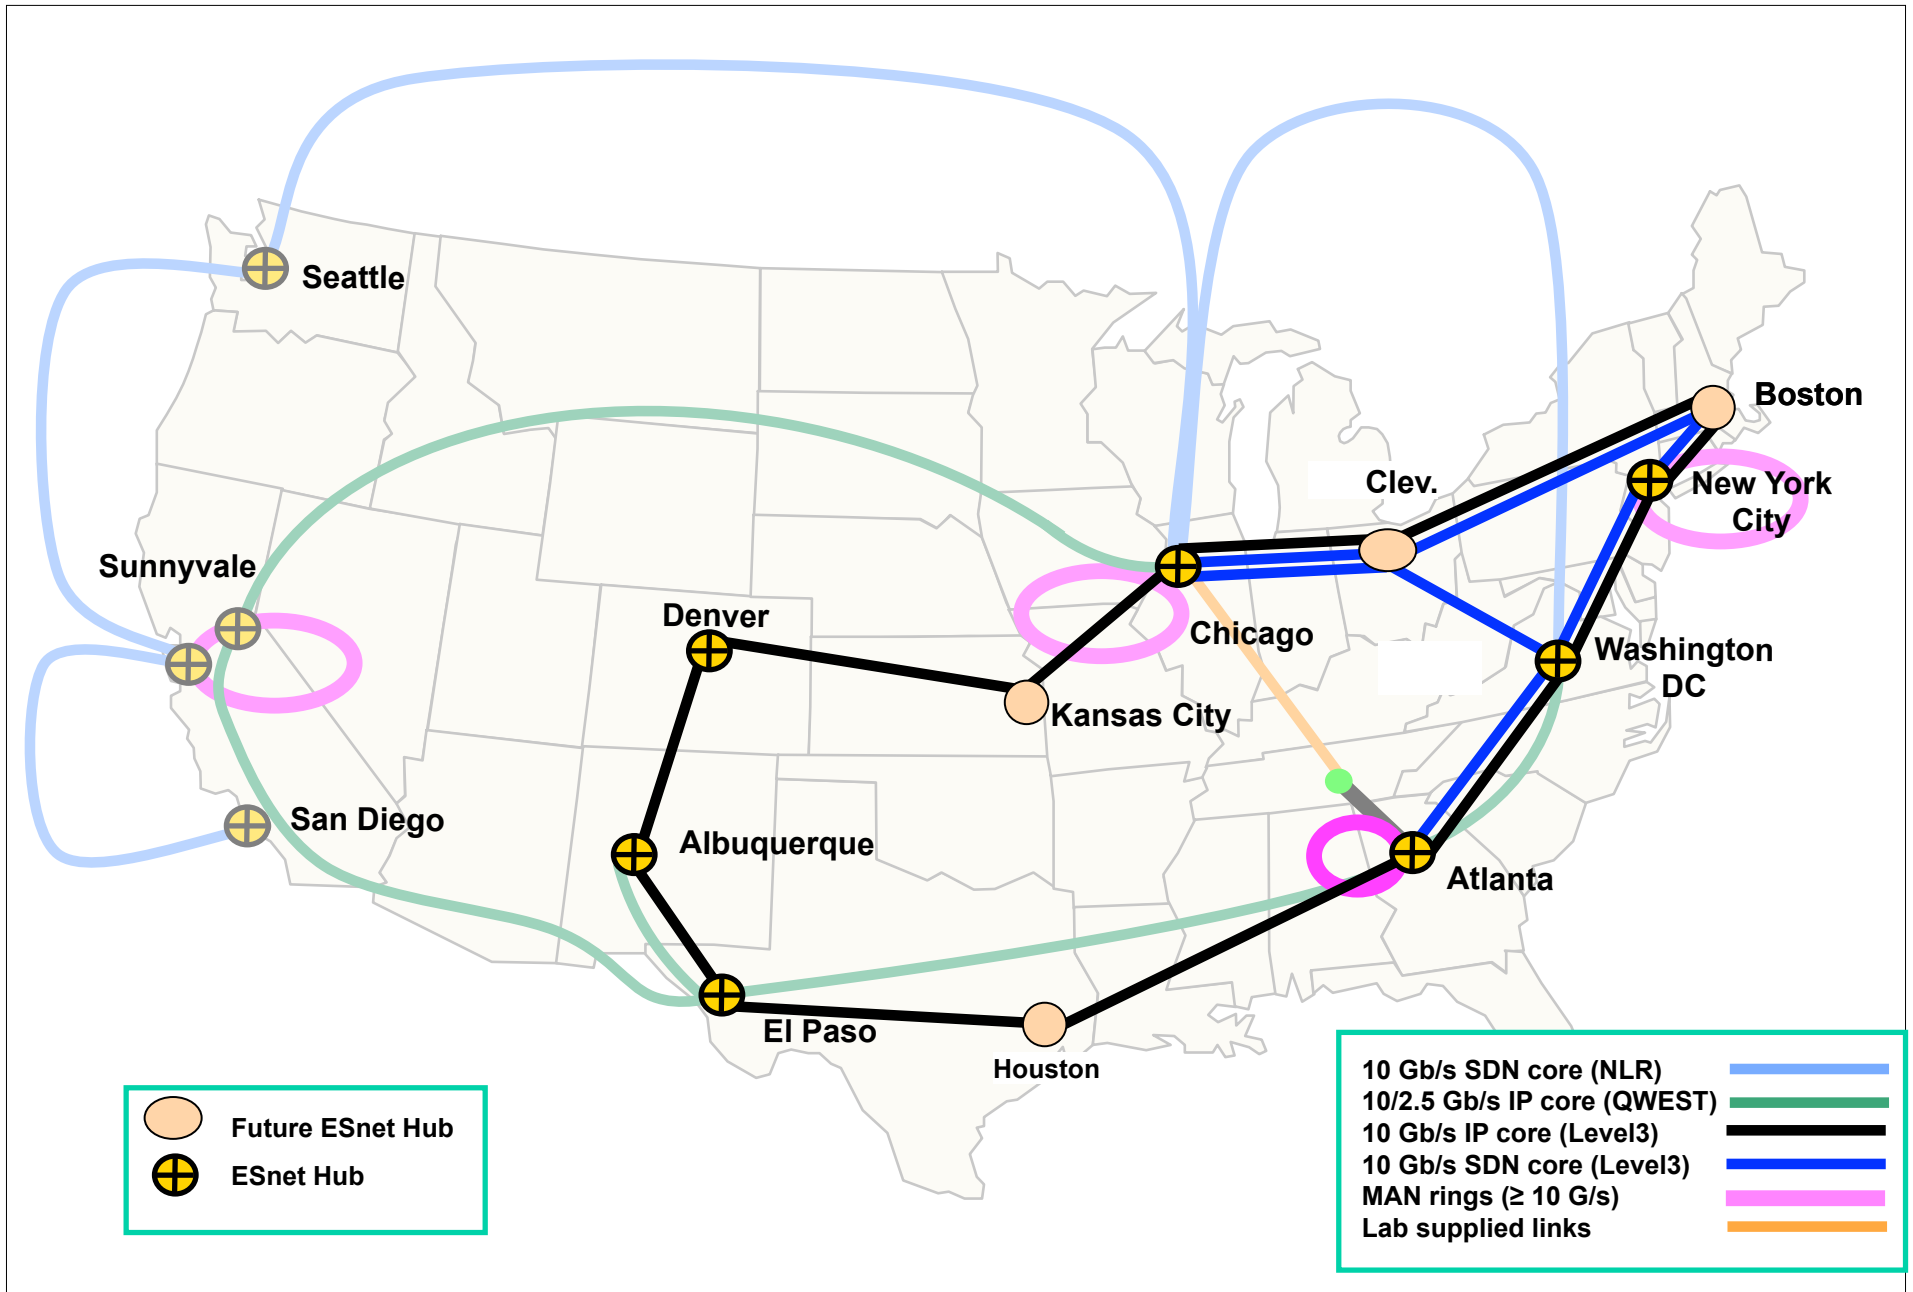 Seattle
Boston
Clev.
New York
City
Sunnyvale
Denver
Chicago
Washington
DC
Kansas City
San Diego
Albuquerque
Atlanta
El Paso
Houston
Future ESnet Hub
ESnet Hub
10 Gb/s SDN core (NLR)
10/2.5 Gb/s IP core (QWEST)
10 Gb/s IP core (Level3)
10 Gb/s SDN core (Level3)
MAN rings (≥ 10 G/s)
Lab supplied links